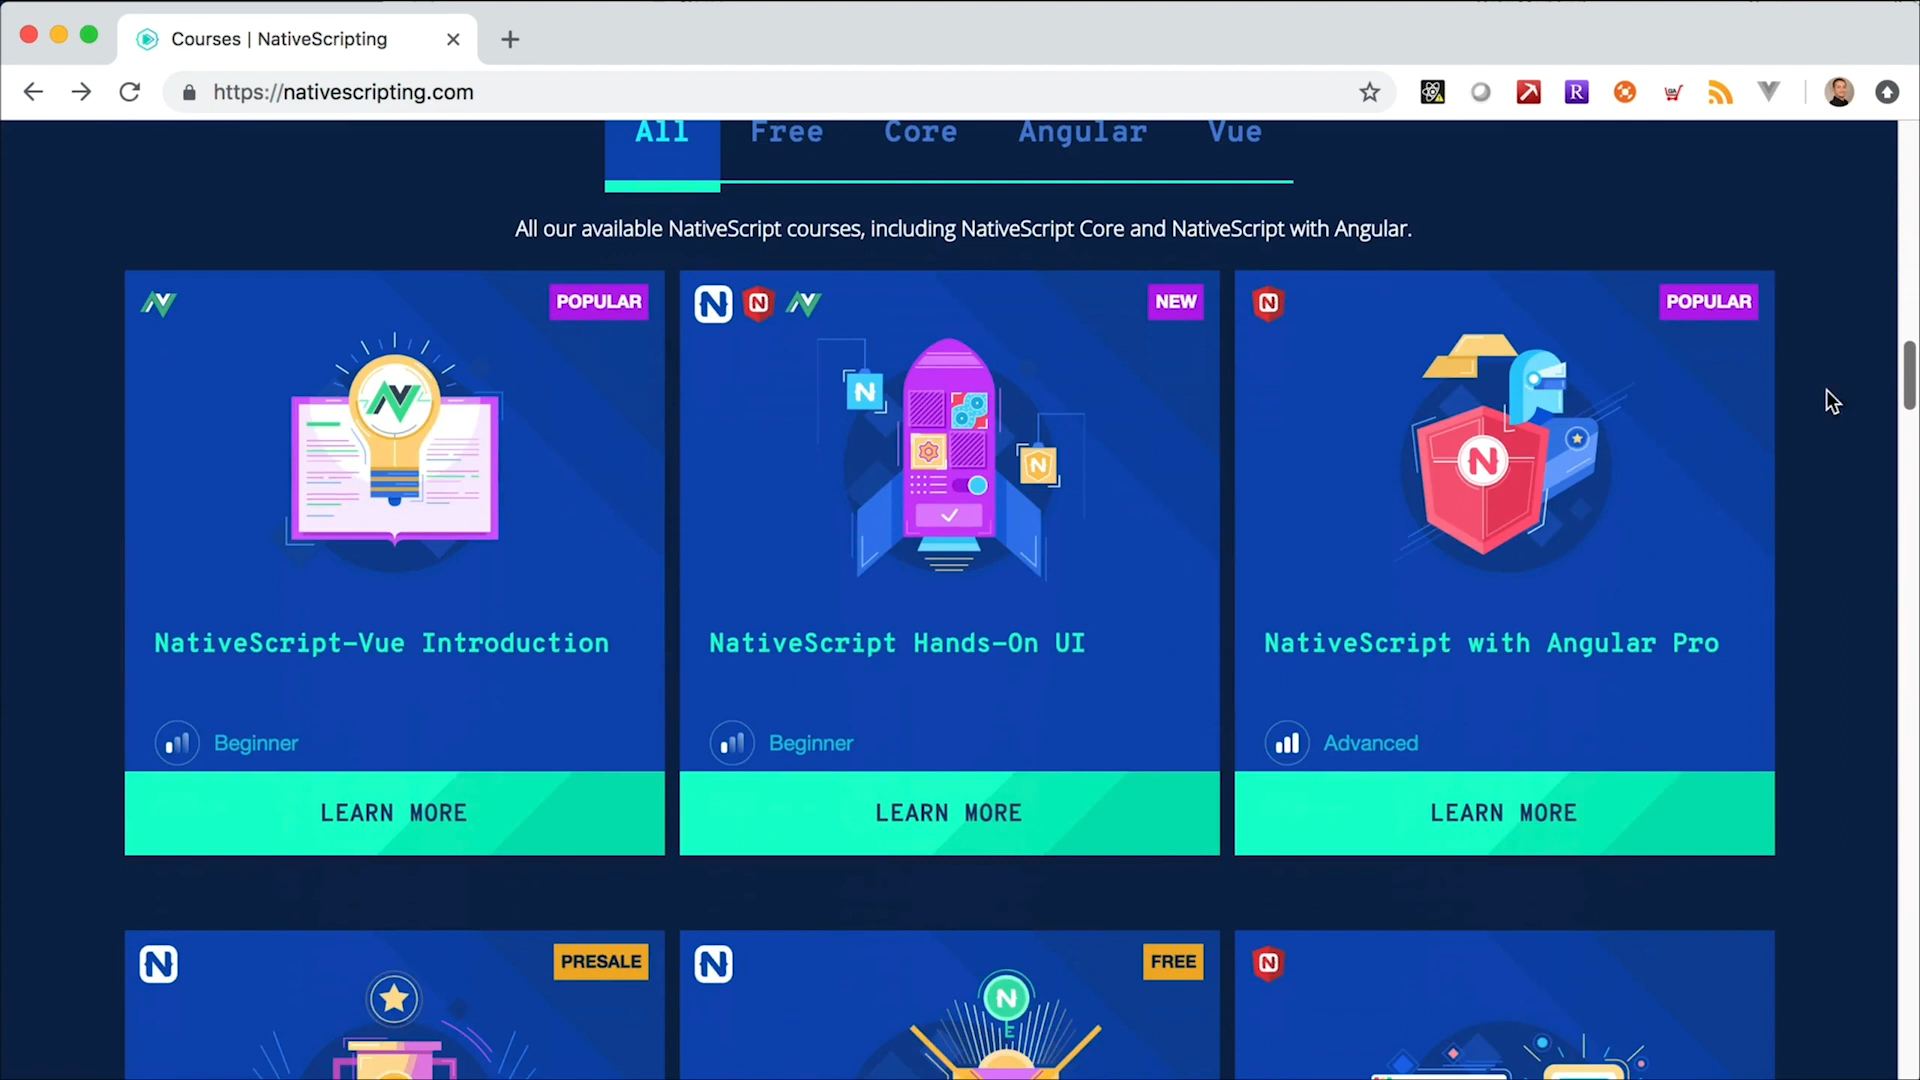 Courses | NativeScripting
https://nativescripting.com
All Free Core Angular Vue
All our available NativeScript courses, including NativeScript Core and NativeScript with Angular.
POPULAR
NEW
POPULAR
NativeScript-Vue Introduction
NativeScript Hands-On UI
NativeScript with Angular Pro
Beginner
Beginner
Advanced
LEARN MORE
LEARN MORE
LEARN MORE
PRESALE
FREE